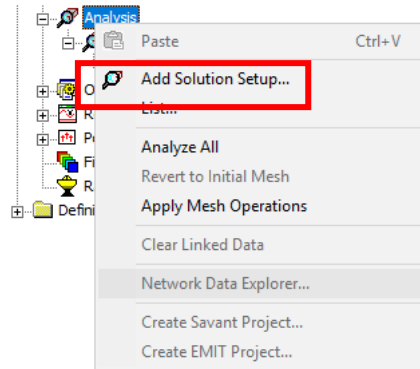 Analysis
Paste Ctrl+V
Add Solution Setup...
List...
Analyze All
Revert to Initial Mesh
Apply Mesh Operations
Clear Linked Data
Network Data Explorer...
Create Savant Project...
Create EMIT Project...